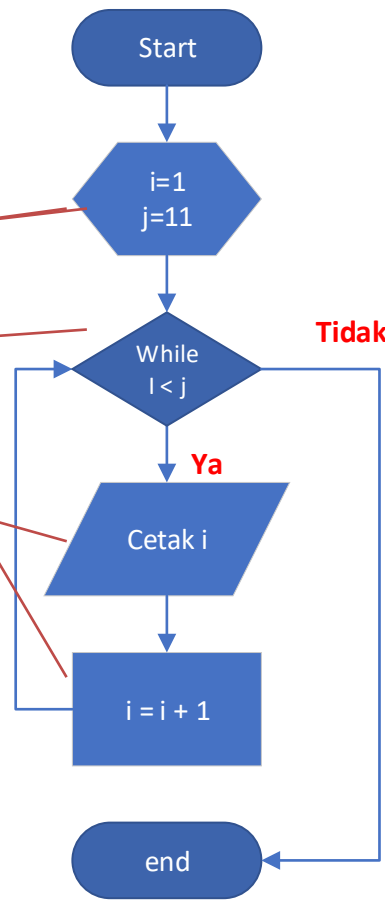 Start
i=1
j=11
While
I < j
Tidak
Ya
Cetak i
i = i + 1
end